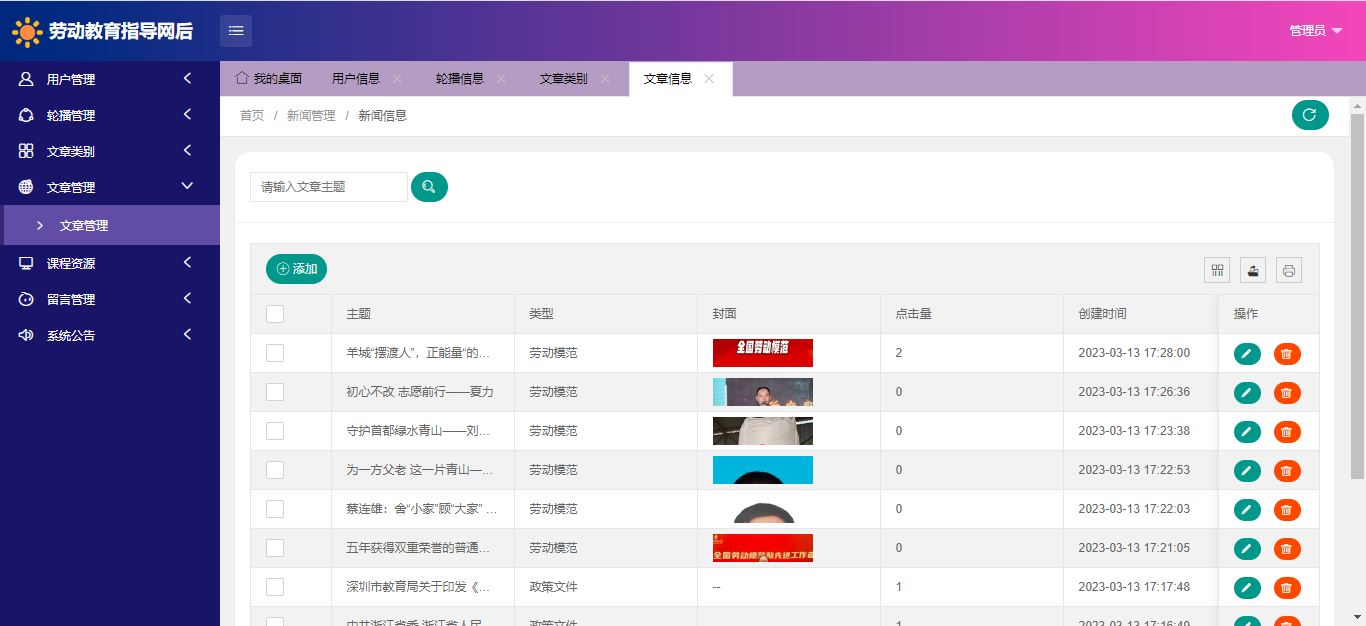 劳动教育指导网后
管理员
用户管理
轮播管理
文章类别
文章管理
文章管理
课程资源
留言管理
系统公告
我的桌面 用户信息 轮播信息 文章类别 文章信息
首页 / 新闻管理 / 新闻信息
请输入文章主题
添加
主题 类型 封面 点击量 创建时间 操作
羊城“摆渡人”，正能量“的... 劳动模范 全国劳动模范 2 2023-03-13 17:28:00
初心不改 志愿前行——夏力 劳动模范 0 2023-03-13 17:26:36
守护首都绿水青山——刘... 劳动模范 0 2023-03-13 17:23:38
为一方父老 这一片青山—... 劳动模范 0 2023-03-13 17:22:53
蔡连雄：舍“小家”顾“大家” ... 劳动模范 0 2023-03-13 17:22:03
五年获得双重荣誉的普通... 劳动模范 全国劳动模范和先进工作者 0 2023-03-13 17:21:05
深圳市教育局关于印发《... 政策文件 -- 1 2023-03-13 17:17:48
中共浙江省委 浙江省人民... 政策文件 1 2023-03-13 17:16:49